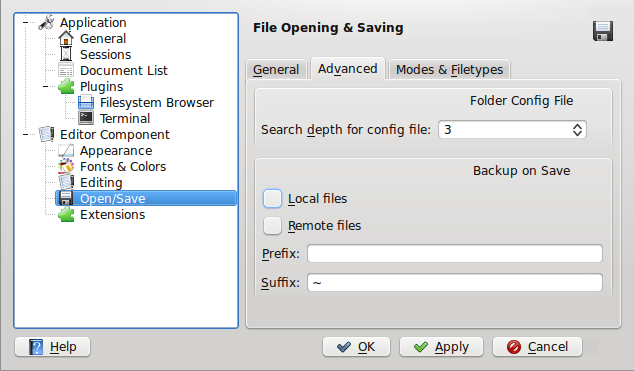 Application
General
Sessions
Document List
Plugins
Filesystem Browser
Terminal
Editor Component
Appearance
Fonts & Colors
Editing
Open/Save
Extensions
File Opening & Saving
General Advanced Modes & Filetypes
Folder Config File
Search depth for config file: 3
Backup on Save
Local files
Remote files
Prefix:
Suffix: ~
Help OK Apply Cancel